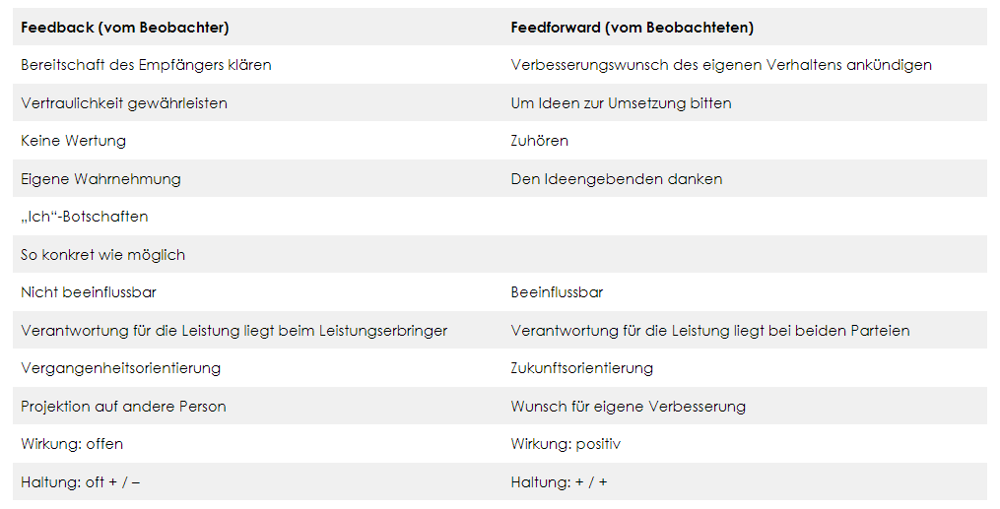 Feedback (vom Beobachter) Feedforward (vom Beobachteten)
Bereitschaft des Empfängers klären Verbesserungswunsch des eigenen Verhaltens ankündigen
Vertraulichkeit gewährleisten Um Ideen zur Umsetzung bitten
Keine Wertung Zuhören
Eigene Wahrnehmung Den Ideengebenden danken
„Ich“-Botschaften
So konkret wie möglich
Nicht beeinflussbar Beeinflussbar
Verantwortung für die Leistung liegt beim Leistungserbringer Verantwortung für die Leistung liegt bei beiden Parteien
Vergangenheitsorientierung Zukunftsorientierung
Projektion auf andere Person Wunsch für eigene Verbesserung
Wirkung: offen Wirkung: positiv
Haltung: oft + / – Haltung: + / +